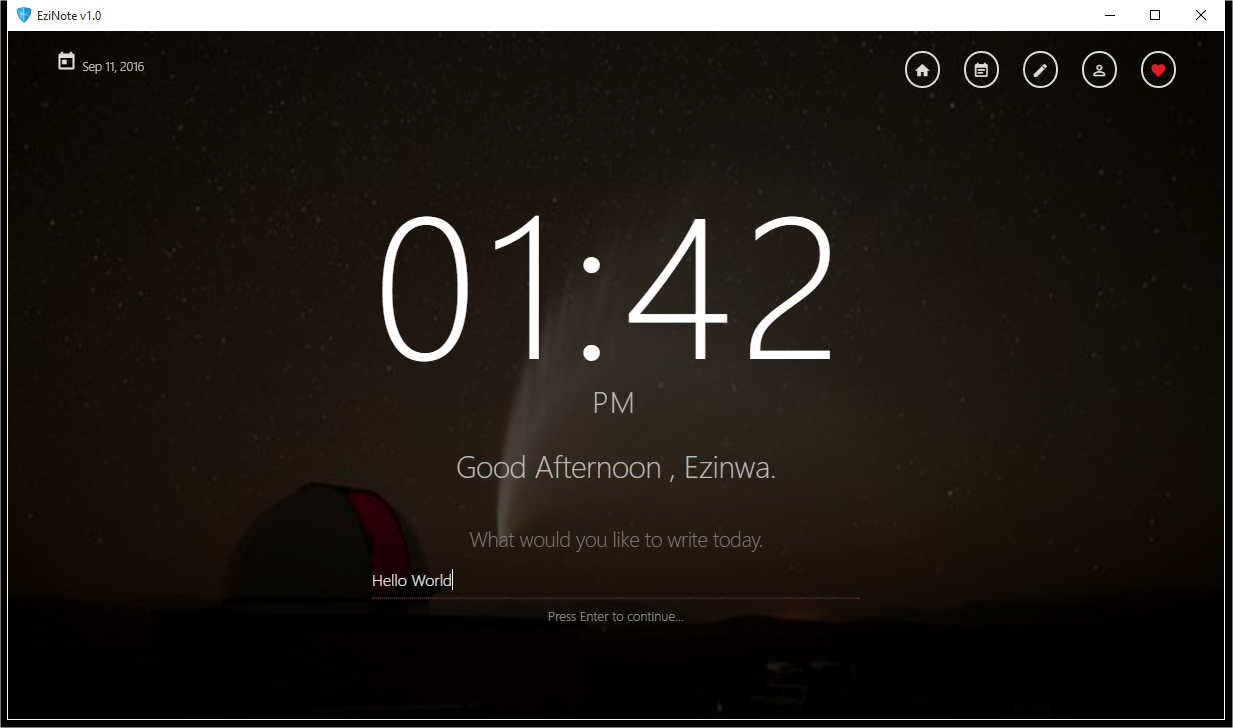 EziNote v1.0
Sep 11, 2016
01:42
PM
Good Afternoon , Ezinwa.
What would you like to write today.
Hello World
Press Enter to continue...